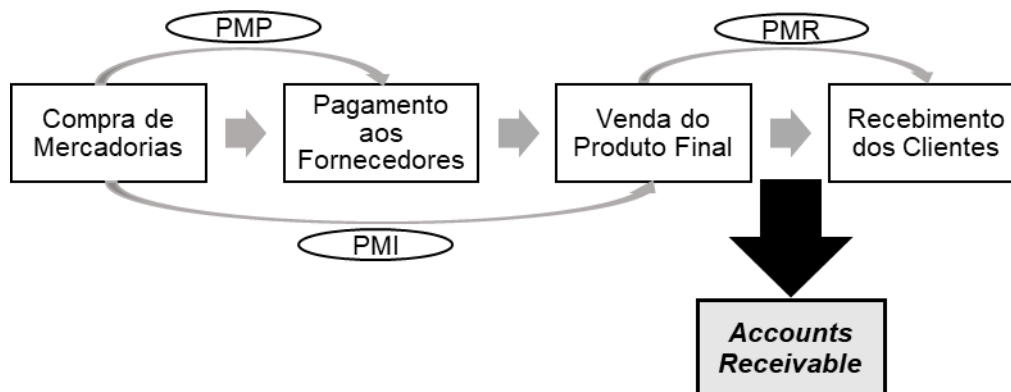 PMP
PMR
Compra de
Mercadorias
Pagamento
aos
Fornecedores
Venda do
Produto Final
Recebimento
dos Clientes
PMI
Accounts
Receivable